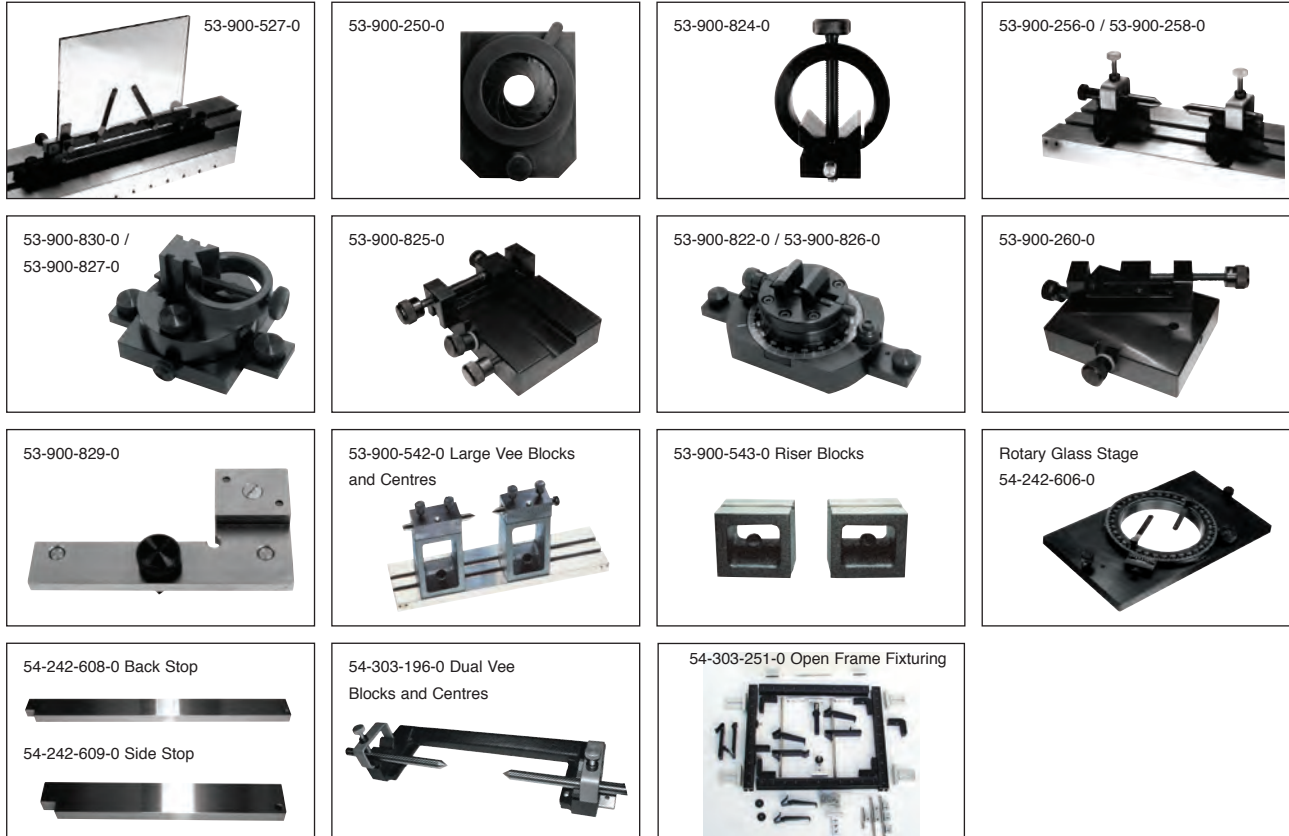 53-900-527-0
53-900-250-0
53-900-824-0
53-900-256-0 / 53-900-258-0
53-900-830-0 /
53-900-827-0
53-900-825-0
53-900-822-0 / 53-900-826-0
53-900-260-0
53-900-829-0
53-900-542-0 Large Vee Blocks
and Centres
53-900-543-0 Riser Blocks
Rotary Glass Stage
54-242-606-0
54-242-608-0 Back Stop
54-242-609-0 Side Stop
54-303-196-0 Dual Vee
Blocks and Centres
54-303-251-0 Open Frame Fixturing